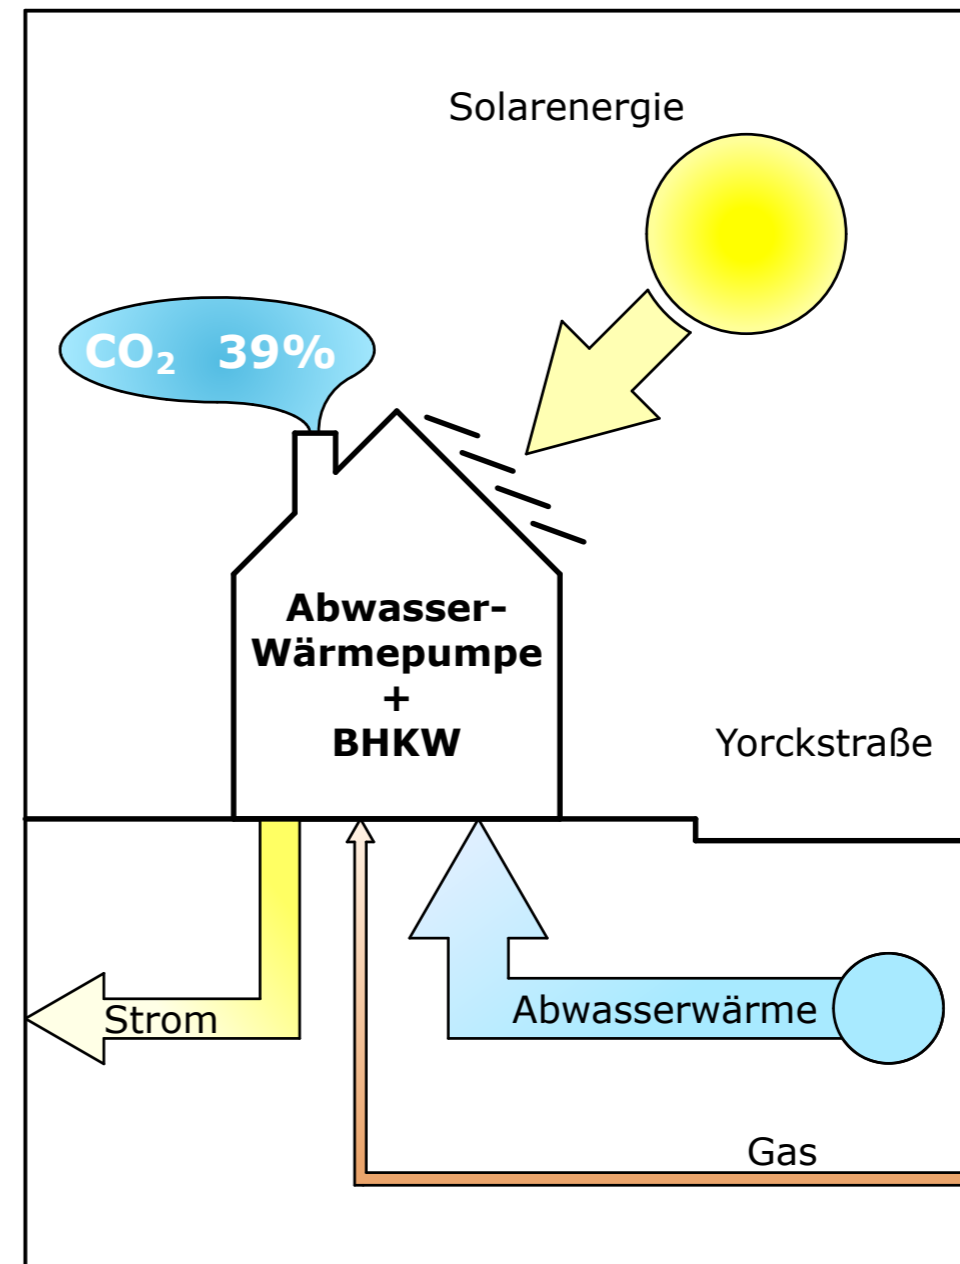 Solarenergie
CO₂ 39%
Abwasser-
Wärmepumpe
+
BHKW
Yorckstraße
Strom
Abwasserwärme
Gas